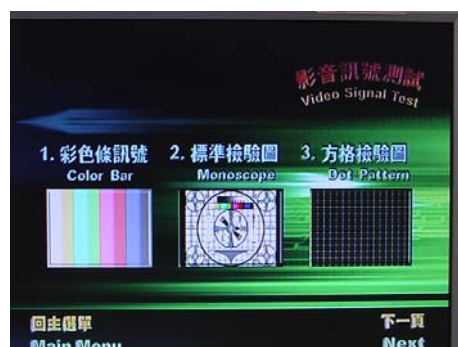 影音訊號測試
Video Signal Test
1. 彩色條訊號
Color Bar
2. 標準檢驗圖
Monoscope
3. 方格檢驗圖
Dot Pattern
回主選單
Main Menu
下一頁
Next